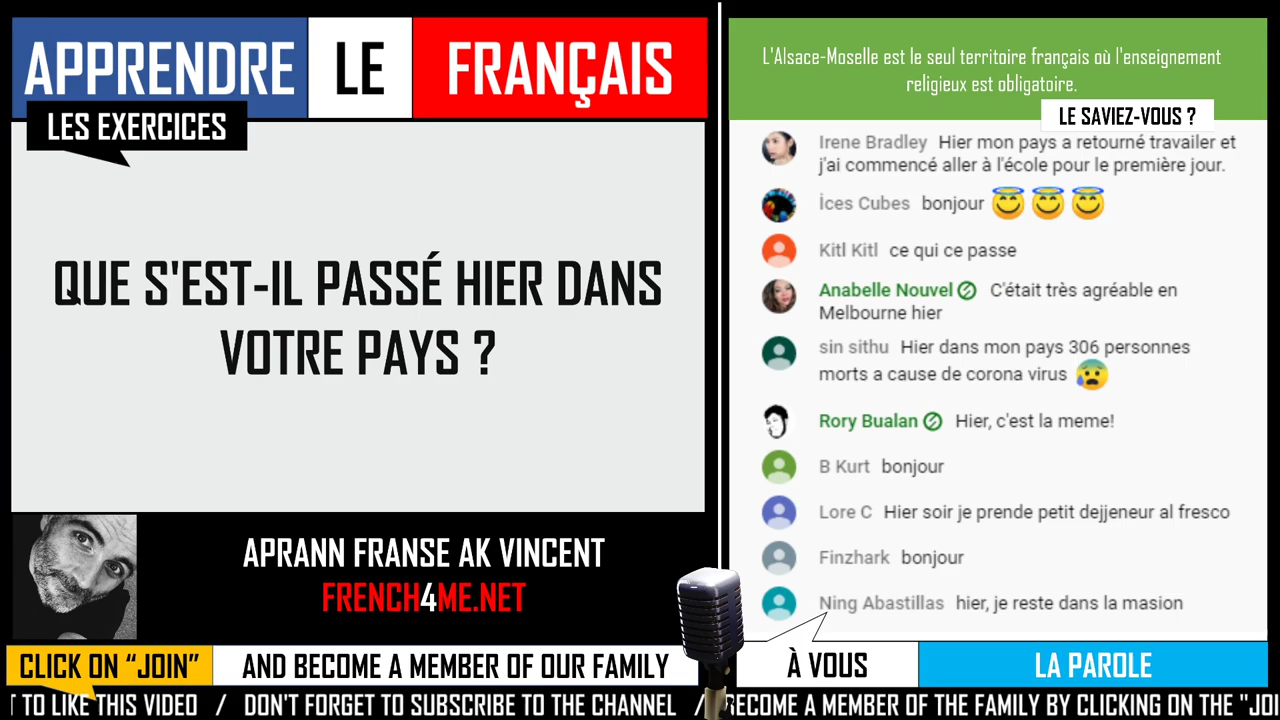 APPRENDRE LE FRANÇAIS
LES EXERCICES
QUE S'EST-IL PASSÉ HIER DANS
VOTRE PAYS ?
APRANN FRANSE AK VINCENT
FRENCH4ME.NET
L'Alsace-Moselle est le seul territoire français où l'enseignement
religieux est obligatoire.
LE SAVIEZ-VOUS ?
Irene Bradley Hier mon pays a retourné travailer et
j'ai commencé aller à l'école pour le première jour.
İces Cubes bonjour 😇 😇 😇
Kitl Kitl ce qui ce passe
Anabelle Nouvel C'était très agréable en
Melbourne hier
sin sithu Hier dans mon pays 306 personnes
morts a cause de corona virus 😰
Rory Bualan Hier, c'est la meme!
B Kurt bonjour
Lore C Hier soir je prende petit dejjeneur al fresco
Finzhark bonjour
Ning Abastillas hier, je reste dans la masion
CLICK ON “JOIN” AND BECOME A MEMBER OF OUR FAMILY
À VOUS LA PAROLE
T TO LIKE THIS VIDEO / DON'T FORGET TO SUBSCRIBE TO THE CHANNEL / BECOME A MEMBER OF THE FAMILY BY CLICKING ON THE "JOI